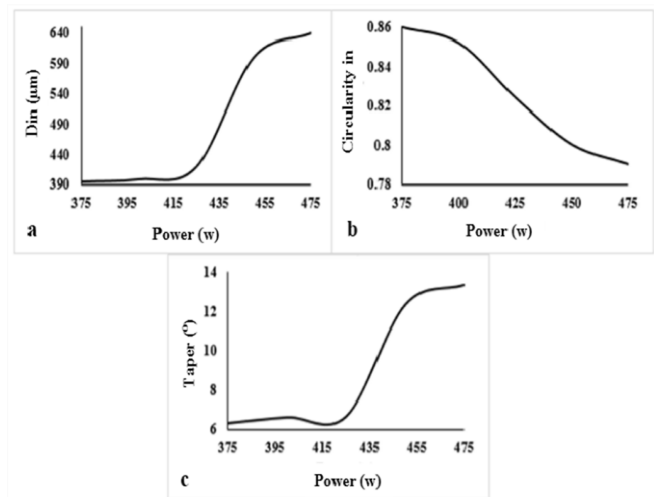 640
590
540
490
440
390
Din (µm)
375 395 415 435 455 475
Power (w)
a
0.86
0.84
0.82
0.8
0.78
Circularity in
375 400 425 450 475
Power (w)
b
14
12
10
8
6
Taper (º)
375 395 415 435 455 475
Power (w)
c